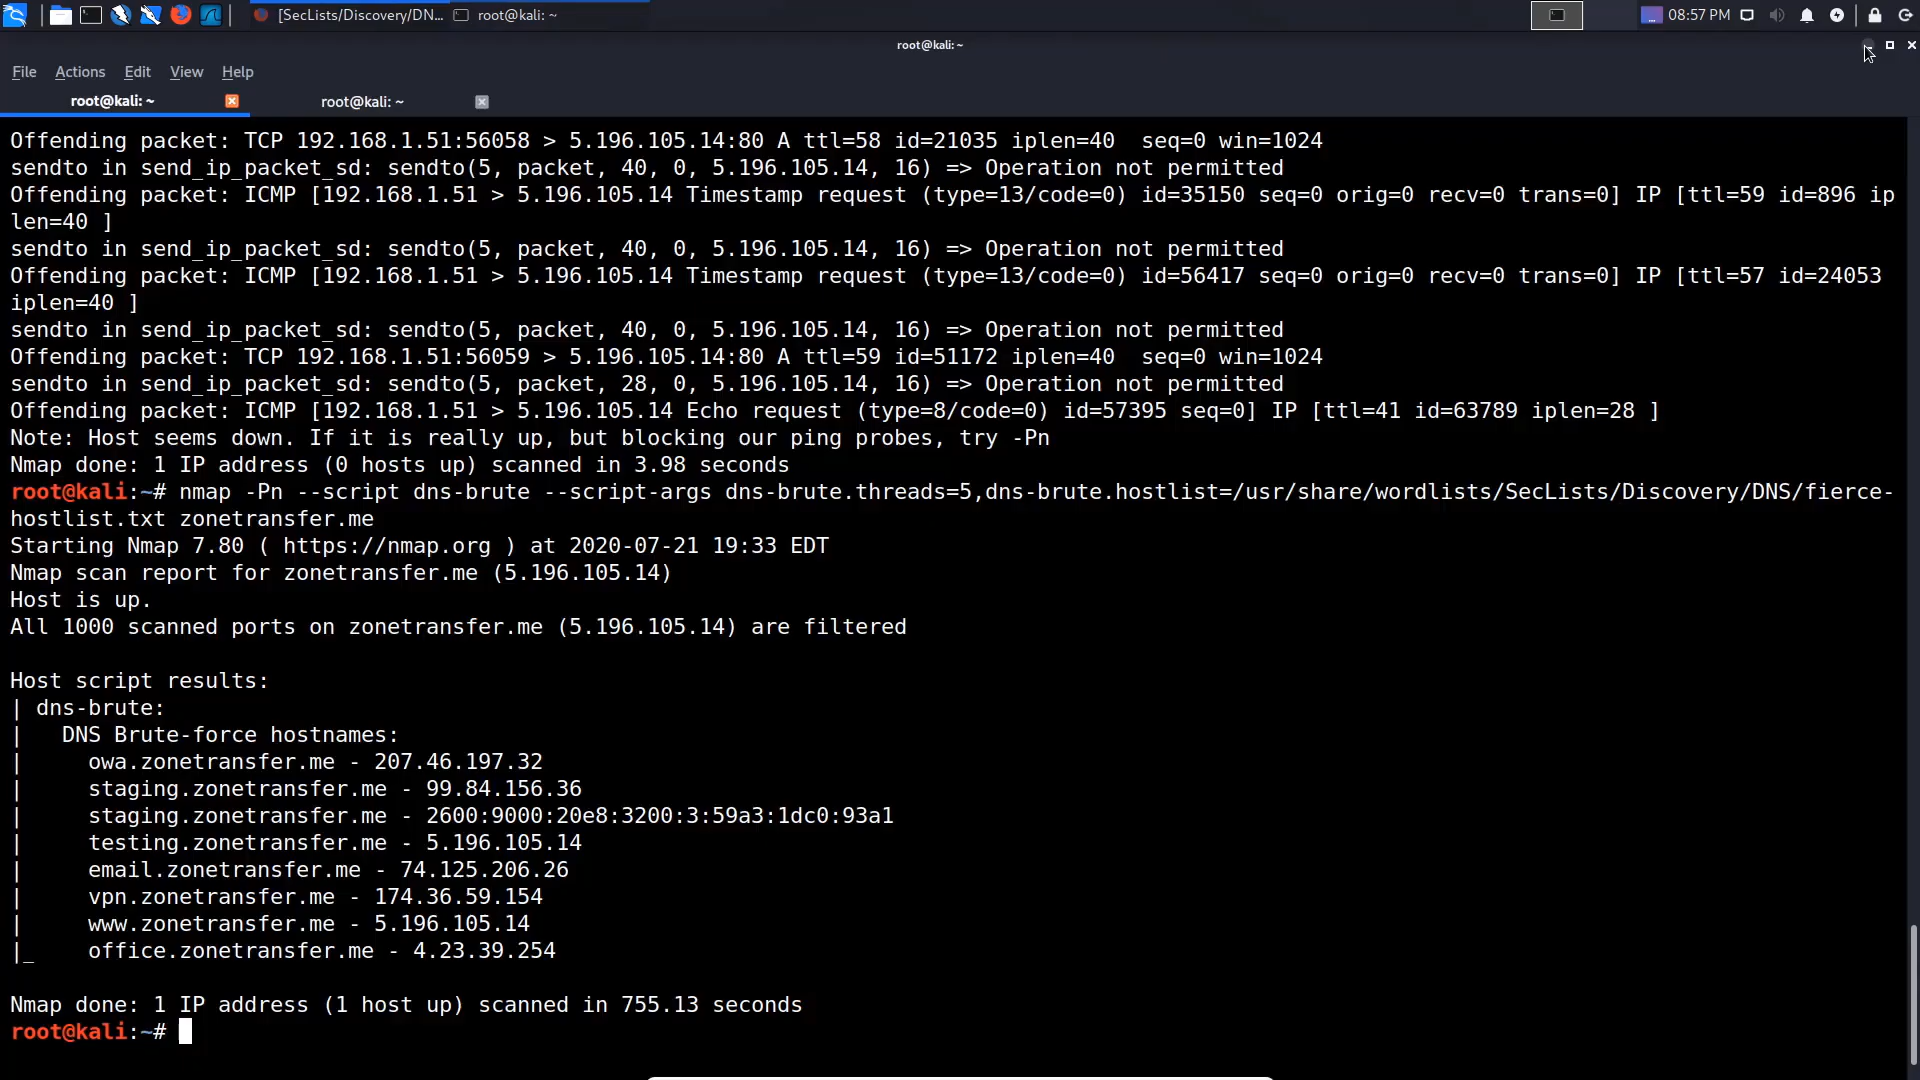 [SecLists/Discovery/DN...
root@kali: ~
08:57 PM
root@kali: ~
File Actions Edit View Help
root@kali: ~
root@kali: ~
Offending packet: TCP 192.168.1.51:56058 > 5.196.105.14:80 A ttl=58 id=21035 iplen=40  seq=0 win=1024
sendto in send_ip_packet_sd: sendto(5, packet, 40, 0, 5.196.105.14, 16) => Operation not permitted
Offending packet: ICMP [192.168.1.51 > 5.196.105.14 Timestamp request (type=13/code=0) id=35150 seq=0 orig=0 recv=0 trans=0] IP [ttl=59 id=896 ip
len=40 ]
sendto in send_ip_packet_sd: sendto(5, packet, 40, 0, 5.196.105.14, 16) => Operation not permitted
Offending packet: ICMP [192.168.1.51 > 5.196.105.14 Timestamp request (type=13/code=0) id=56417 seq=0 orig=0 recv=0 trans=0] IP [ttl=57 id=24053
iplen=40 ]
sendto in send_ip_packet_sd: sendto(5, packet, 40, 0, 5.196.105.14, 16) => Operation not permitted
Offending packet: TCP 192.168.1.51:56059 > 5.196.105.14:80 A ttl=59 id=51172 iplen=40  seq=0 win=1024
sendto in send_ip_packet_sd: sendto(5, packet, 28, 0, 5.196.105.14, 16) => Operation not permitted
Offending packet: ICMP [192.168.1.51 > 5.196.105.14 Echo request (type=8/code=0) id=57395 seq=0] IP [ttl=41 id=63789 iplen=28 ]
Note: Host seems down. If it is really up, but blocking our ping probes, try -Pn
Nmap done: 1 IP address (0 hosts up) scanned in 3.98 seconds
root@kali:~# nmap -Pn --script dns-brute --script-args dns-brute.threads=5,dns-brute.hostlist=/usr/share/wordlists/SecLists/Discovery/DNS/fierce-
hostlist.txt zonetransfer.me
Starting Nmap 7.80 ( https://nmap.org ) at 2020-07-21 19:33 EDT
Nmap scan report for zonetransfer.me (5.196.105.14)
Host is up.
All 1000 scanned ports on zonetransfer.me (5.196.105.14) are filtered
Host script results:
| dns-brute:
|   DNS Brute-force hostnames:
|     owa.zonetransfer.me - 207.46.197.32
|     staging.zonetransfer.me - 99.84.156.36
|     staging.zonetransfer.me - 2600:9000:20e8:3200:3:59a3:1dc0:93a1
|     testing.zonetransfer.me - 5.196.105.14
|     email.zonetransfer.me - 74.125.206.26
|     vpn.zonetransfer.me - 174.36.59.154
|     www.zonetransfer.me - 5.196.105.14
|_    office.zonetransfer.me - 4.23.39.254
Nmap done: 1 IP address (1 host up) scanned in 755.13 seconds
root@kali:~#